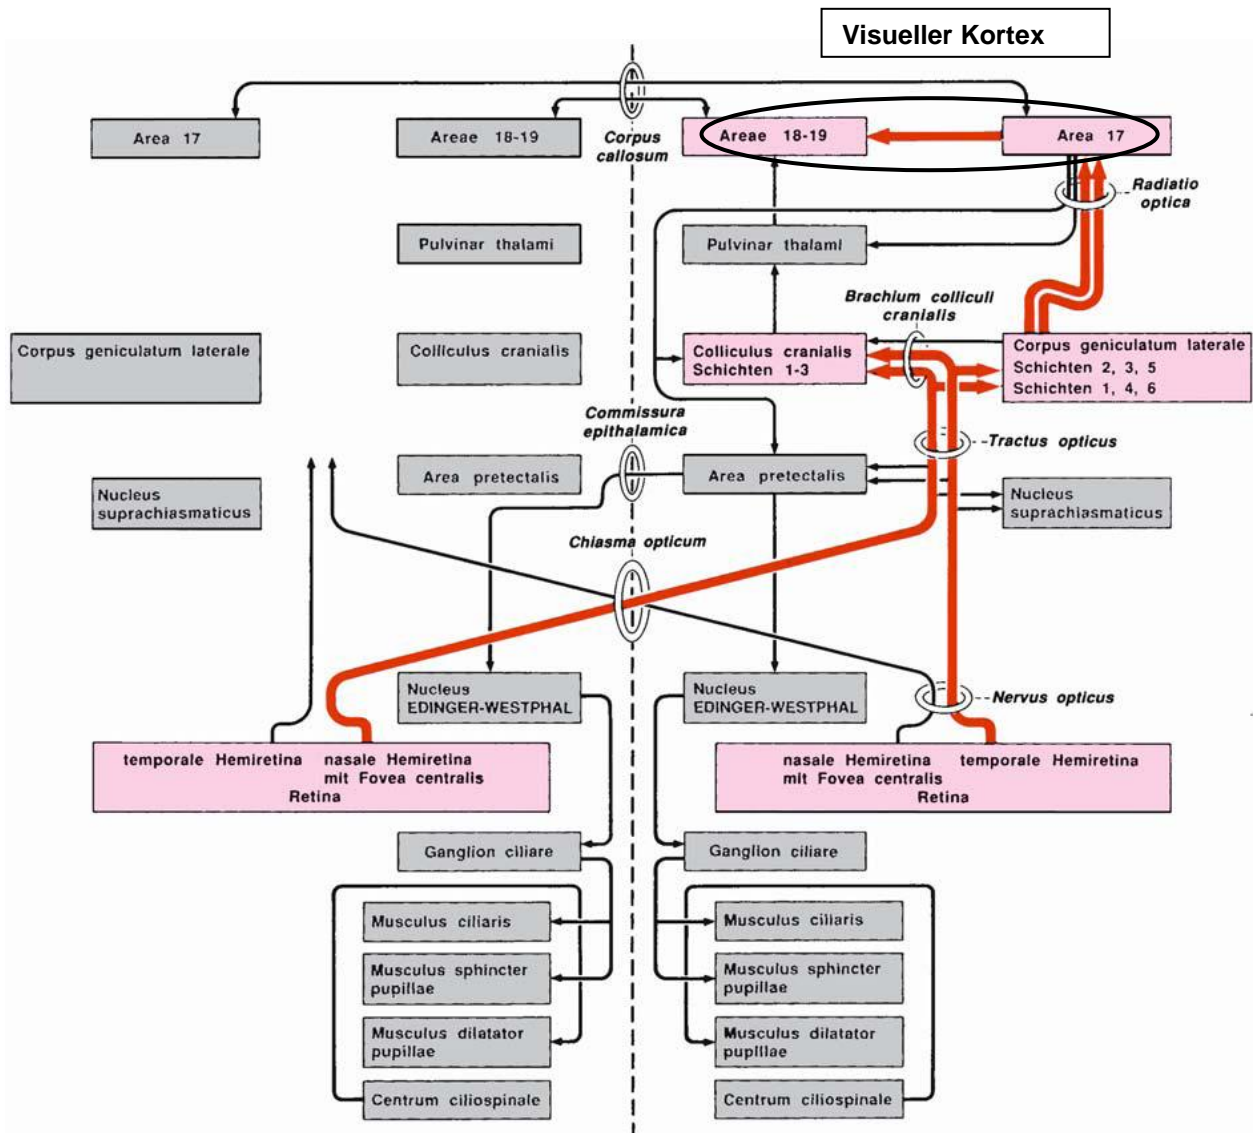 Visueller Kortex
Area 17
Areae 18-19
Corpus
callosum
Areae 18-19
Area 17
Radiatio
optica
Pulvinar thalami
Pulvinar thalami
Brachium colliculi
cranialis
Corpus geniculatum laterale
Colliculus cranialis
Colliculus cranialis
Schichten 1-3
Corpus geniculatum laterale
Schichten 2, 3, 5
Schichten 1, 4, 6
Commissura
epithalamica
Tractus opticus
Nucleus
suprachiasmaticus
Area pretectalis
Area pretectalis
Nucleus
suprachiasmaticus
Chiasma opticum
Nucleus
EDINGER-WESTPHAL
Nucleus
EDINGER-WESTPHAL
Nervus opticus
temporale Hemiretina nasale Hemiretina
mit Fovea centralis
Retina
nasale Hemiretina temporale Hemiretina
mit Fovea centralis
Retina
Ganglion ciliare
Ganglion ciliare
Musculus ciliaris
Musculus ciliaris
Musculus sphincter
pupillae
Musculus sphincter
pupillae
Musculus dilatator
pupillae
Musculus dilatator
pupillae
Centrum ciliospinale
Centrum ciliospinale